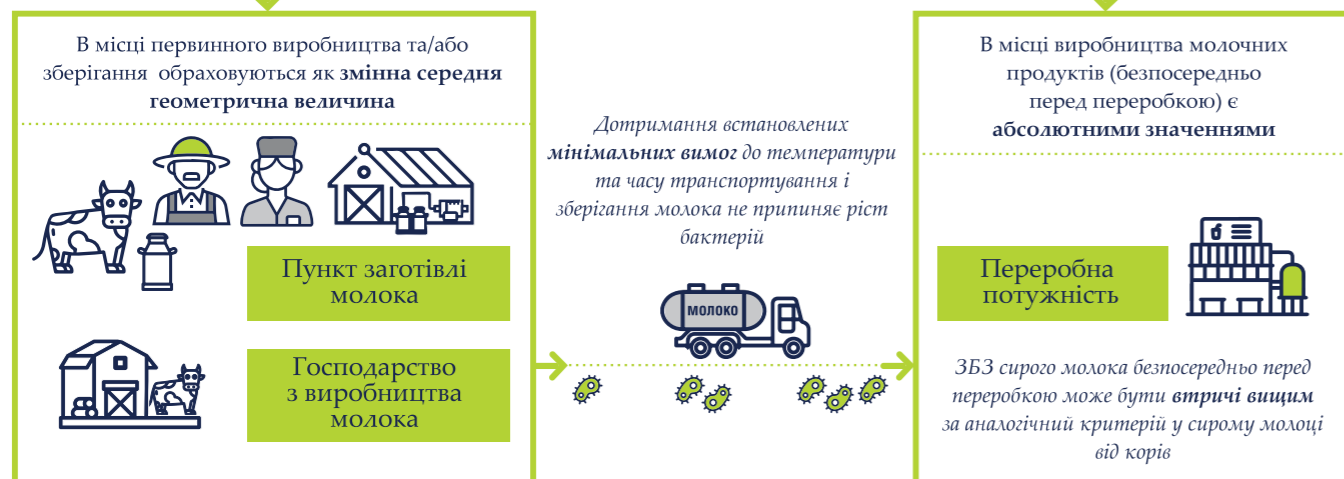 В місці первинного виробництва та/або
зберігання обраховуються як змінна середня
геометрична величина
Пункт заготівлі
молока
Господарство
з виробництва
молока
Дотримання встановлених
мінімальних вимог до температури
та часу транспортування і
зберігання молока не припиняє ріст
бактерій
МОЛОКО
В місці виробництва молочних
продуктів (безпосередньо
перед переробкою) є
абсолютними значеннями
Переробна
потужність
ЗБЗ сирого молока безпосередньо перед
переробкою може бути втричі вищим
за аналогічний критерій у сирому молоці
від корів